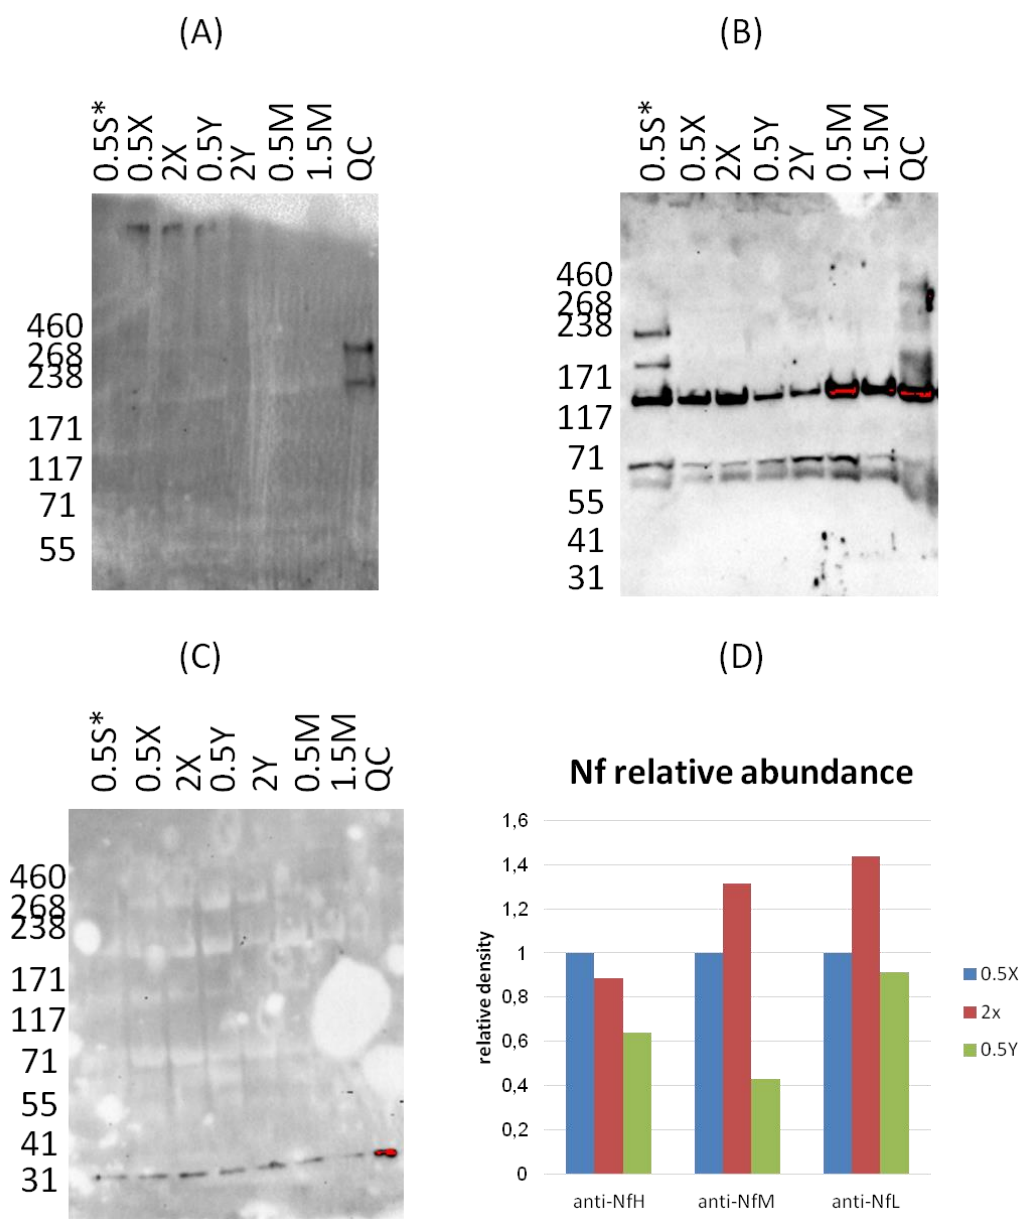 (A)
0.5S*
0.5X
2X
0.5Y
2Y
0.5M
1.5M
QC
460
268
238
171
117
71
55
(B)
0.5S*
0.5X
2X
0.5Y
2Y
0.5M
1.5M
QC
460
268
238
171
117
71
55
41
31
(C)
0.5S*
0.5X
2X
0.5Y
2Y
0.5M
1.5M
QC
460
268
238
171
117
71
55
41
31
(D)
Nf relative abundance
1,6
1,4
1,2
1
0,8
0,6
0,4
0,2
0
relative density
anti-NfH
anti-NfM
anti-NfL
0.5X
2x
0.5Y